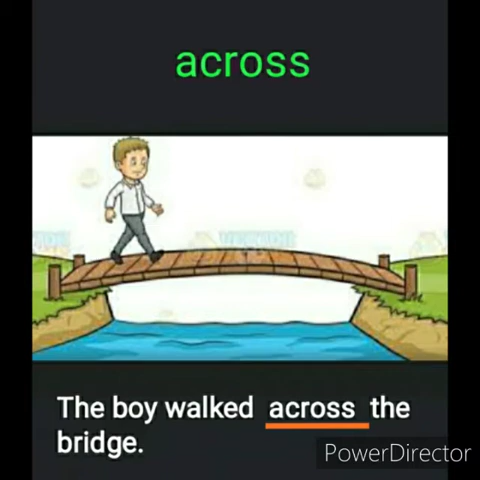 across
The boy walked across the
bridge.
PowerDirector